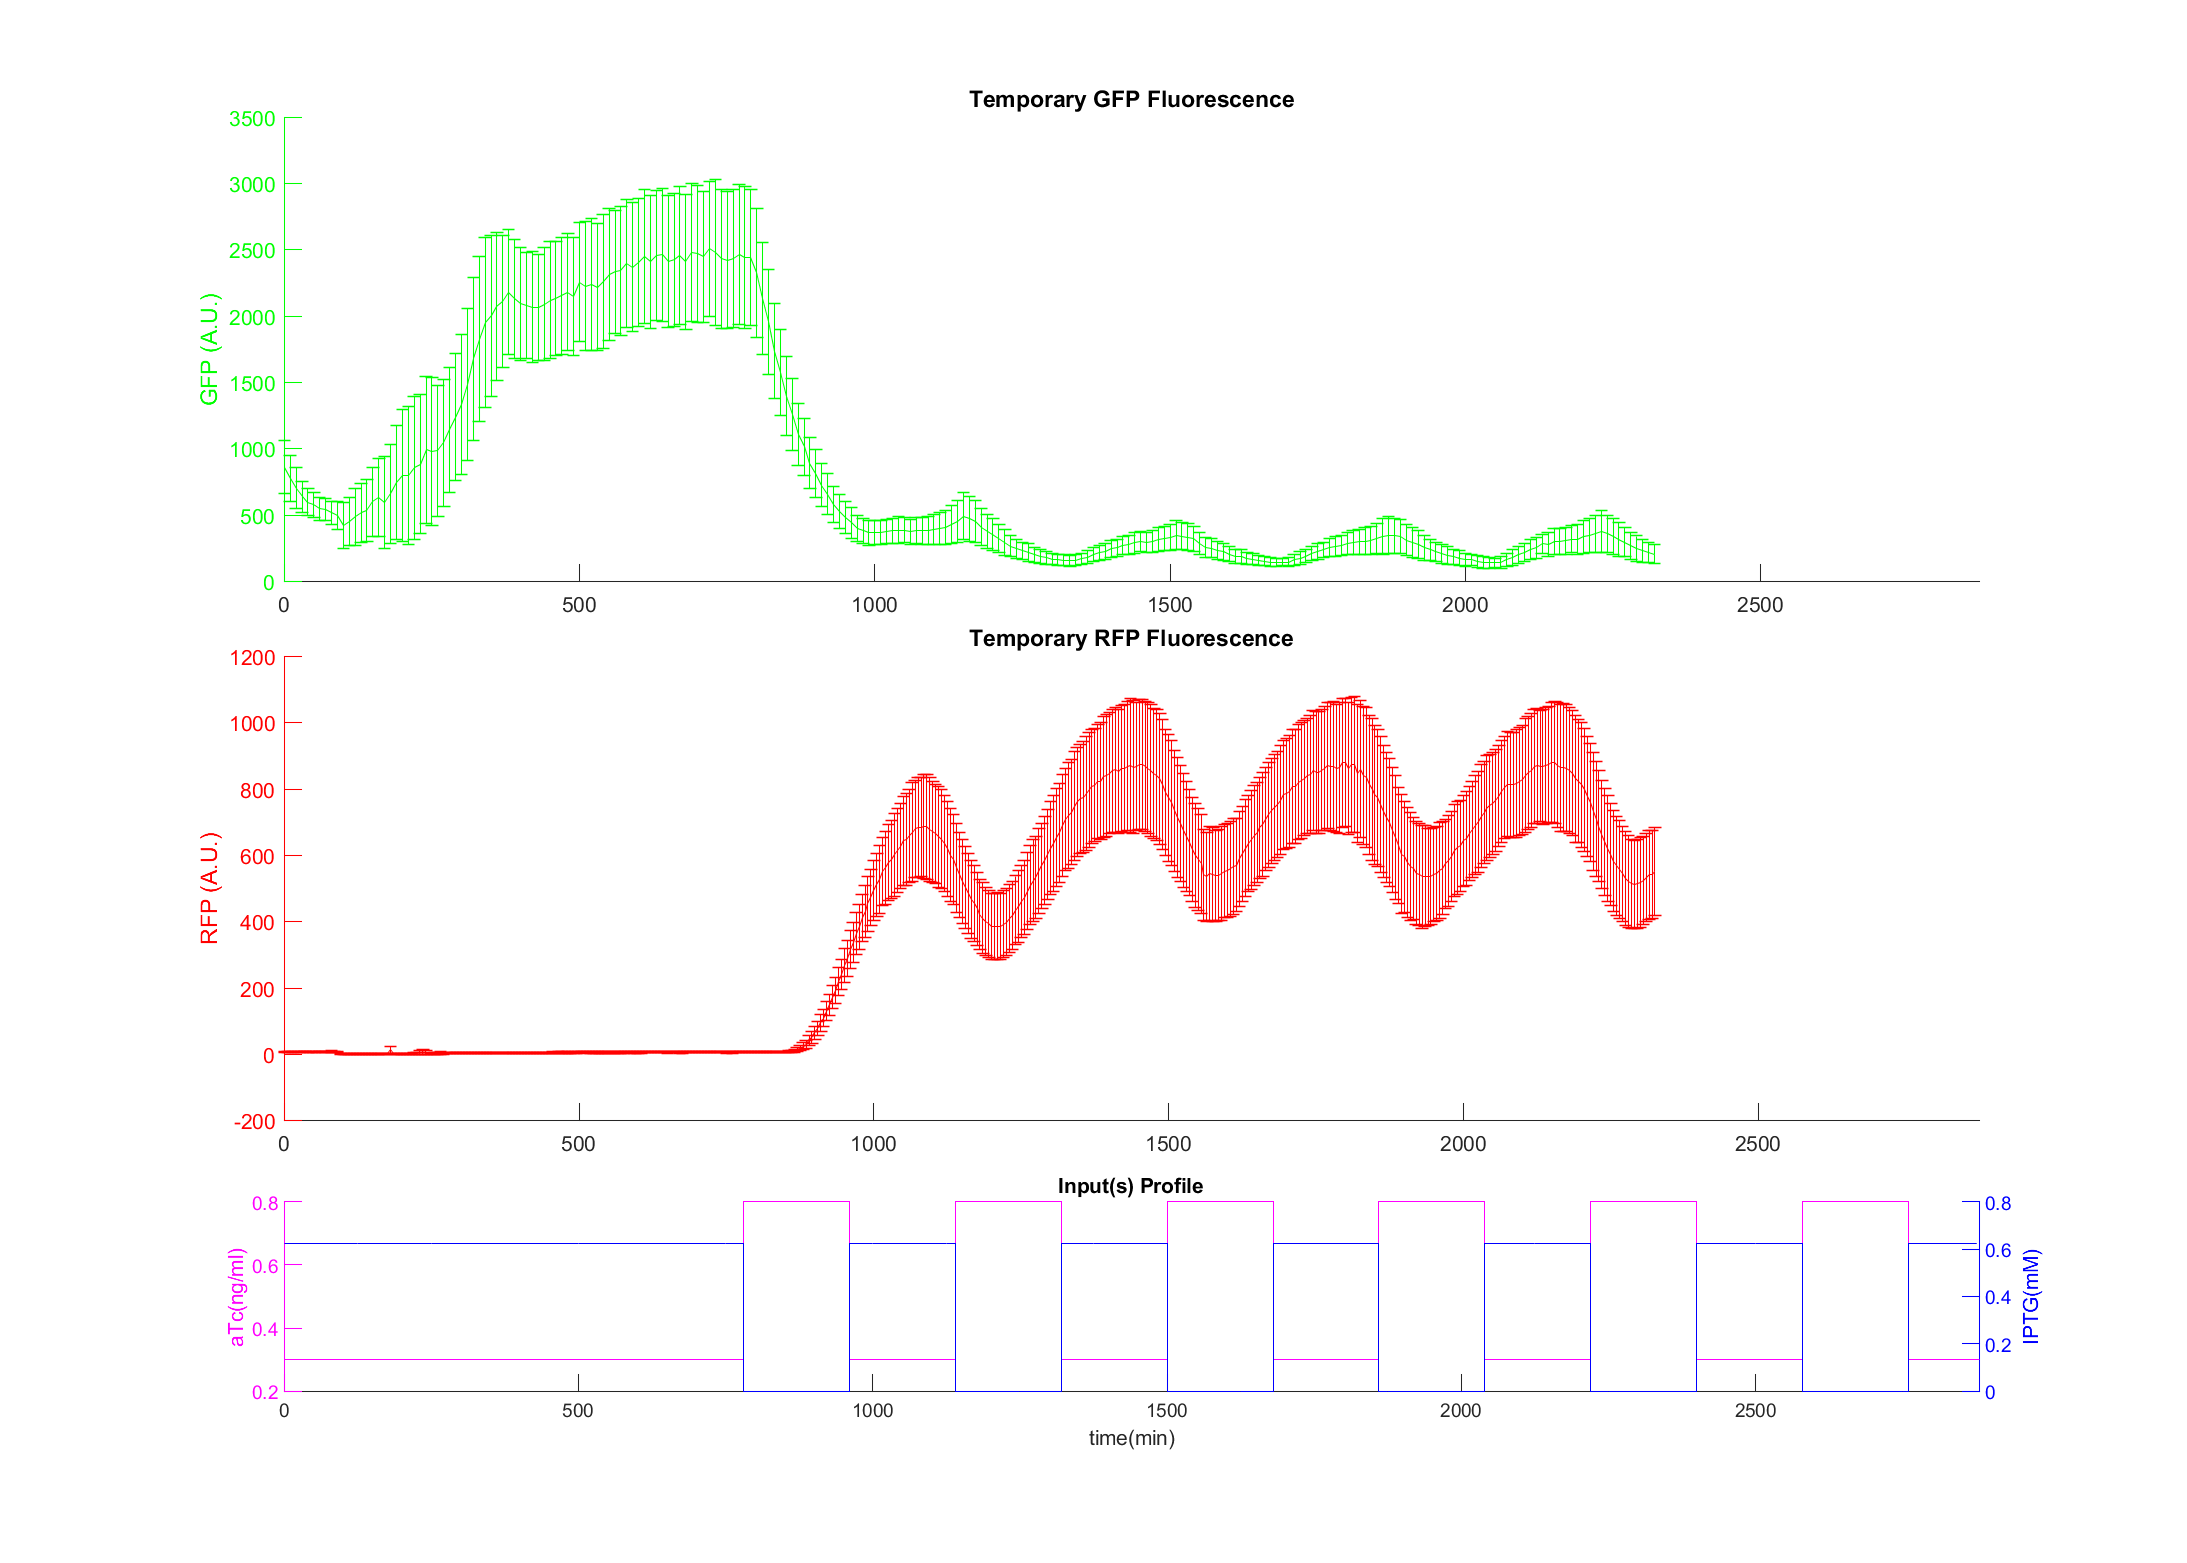 Temporary GFP Fluorescence
3500
3000
2500
2000
1500
1000
500
0
GFP (A.U.)
0 500 1000 1500 2000 2500
Temporary RFP Fluorescence
1200
1000
800
600
400
200
0
-200
RFP (A.U.)
0 500 1000 1500 2000 2500
Input(s) Profile
0.8
0.6
0.4
0.2
aTc(ng/ml)
0.8
0.6
0.4
0.2
0
IPTG(mM)
0 500 1000 1500 2000 2500
time(min)